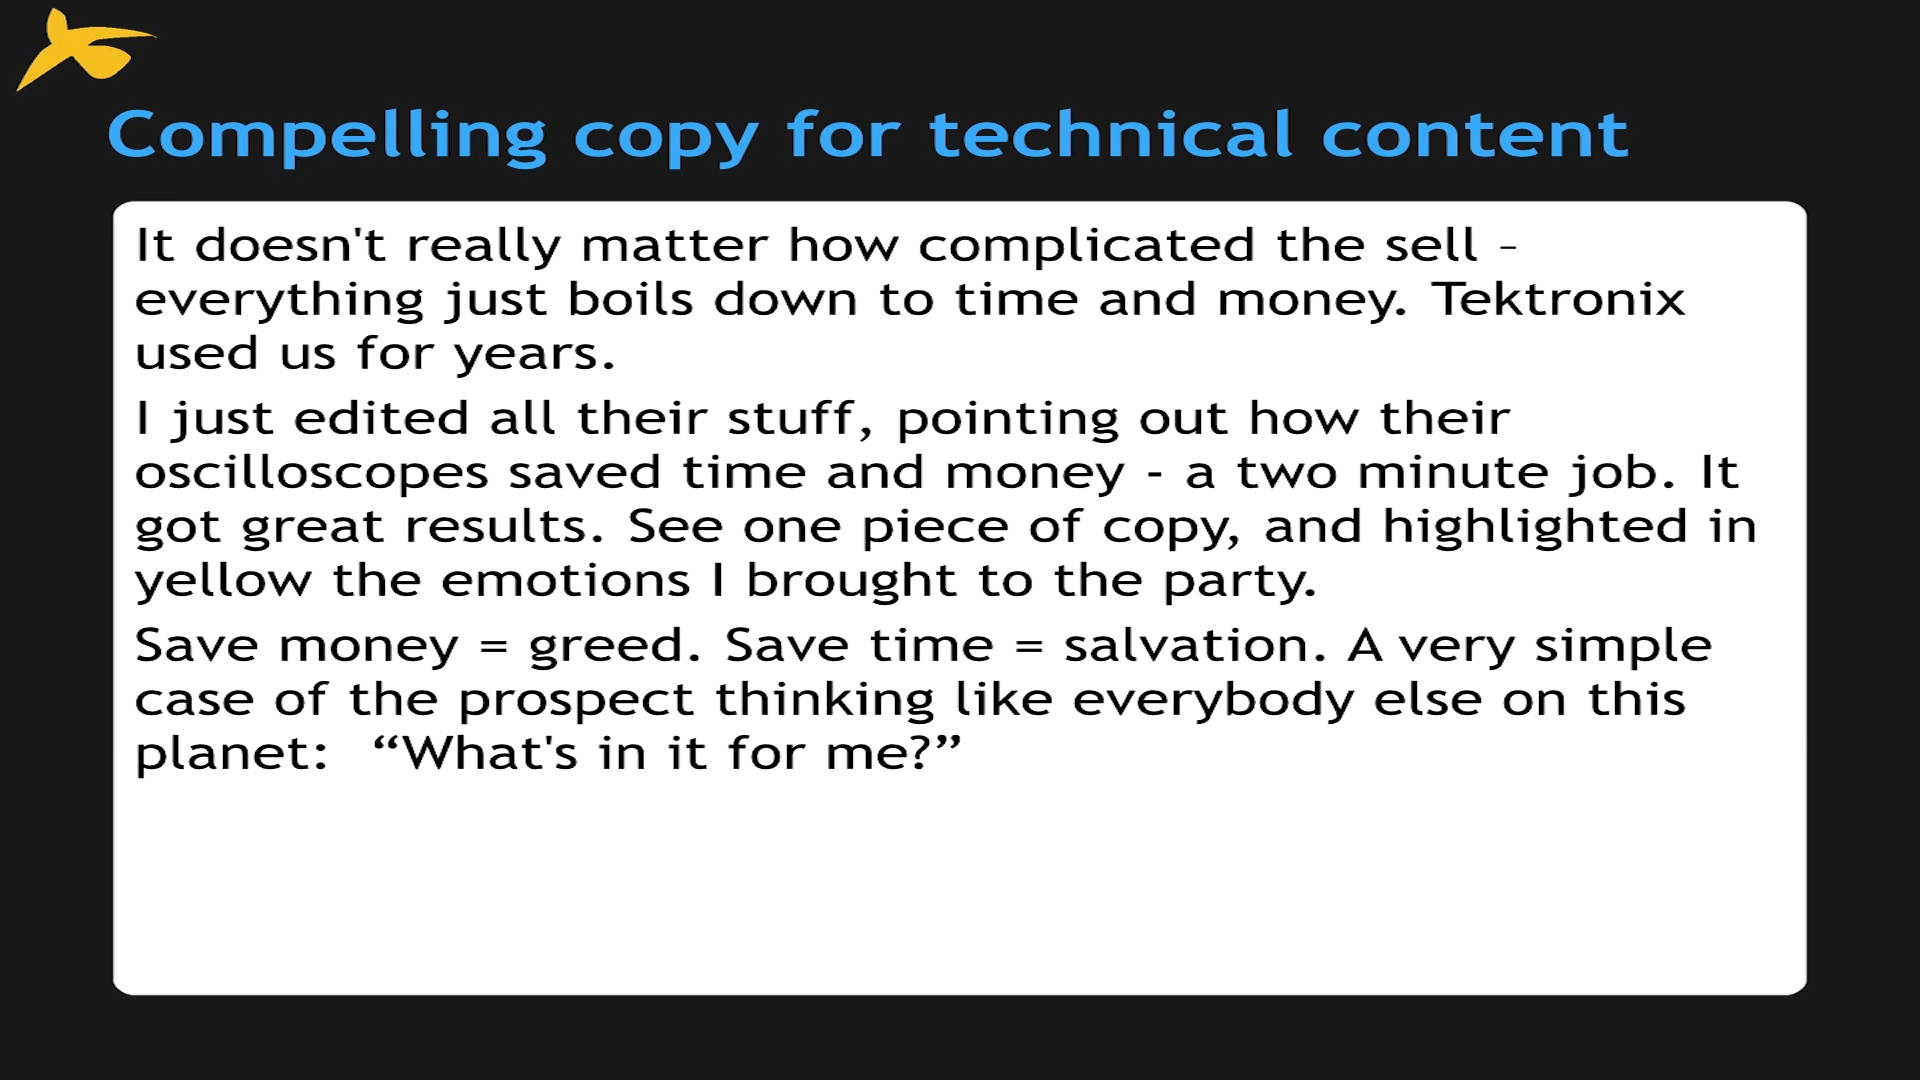 Compelling copy for technical content
It doesn't really matter how complicated the sell –
everything just boils down to time and money. Tektronix
used us for years.
I just edited all their stuff, pointing out how their
oscilloscopes saved time and money - a two minute job. It
got great results. See one piece of copy, and highlighted in
yellow the emotions I brought to the party.
Save money = greed. Save time = salvation. A very simple
case of the prospect thinking like everybody else on this
planet:  “What's in it for me?”